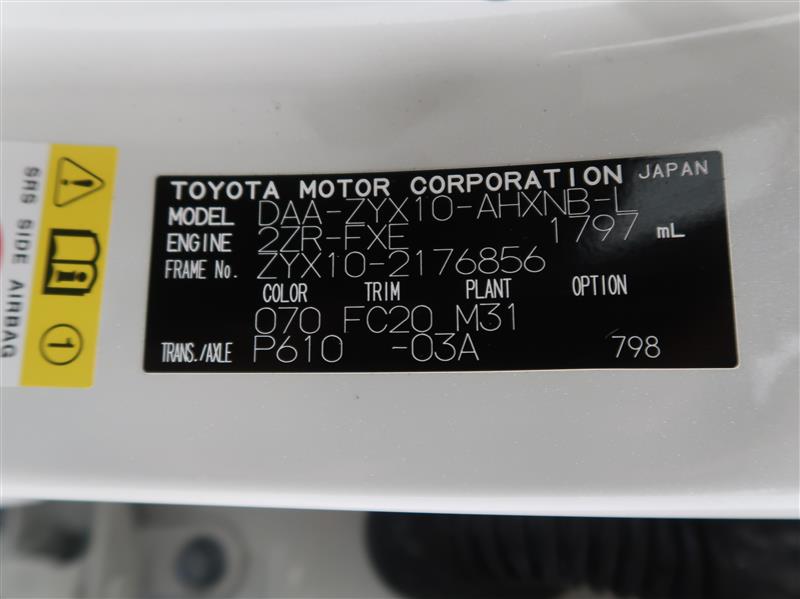 TOYOTA MOTOR CORPORATION JAPAN
MODEL DAA-ZYX10-AHXNB-L
ENGINE 2ZR-FXE 1797 mL
FRAME No. ZYX10-2176856
COLOR TRIM PLANT OPTION
070 FC20 M31
TRANS./AXLE P610 -03A 798
SRS SIDE AIRBAG
1